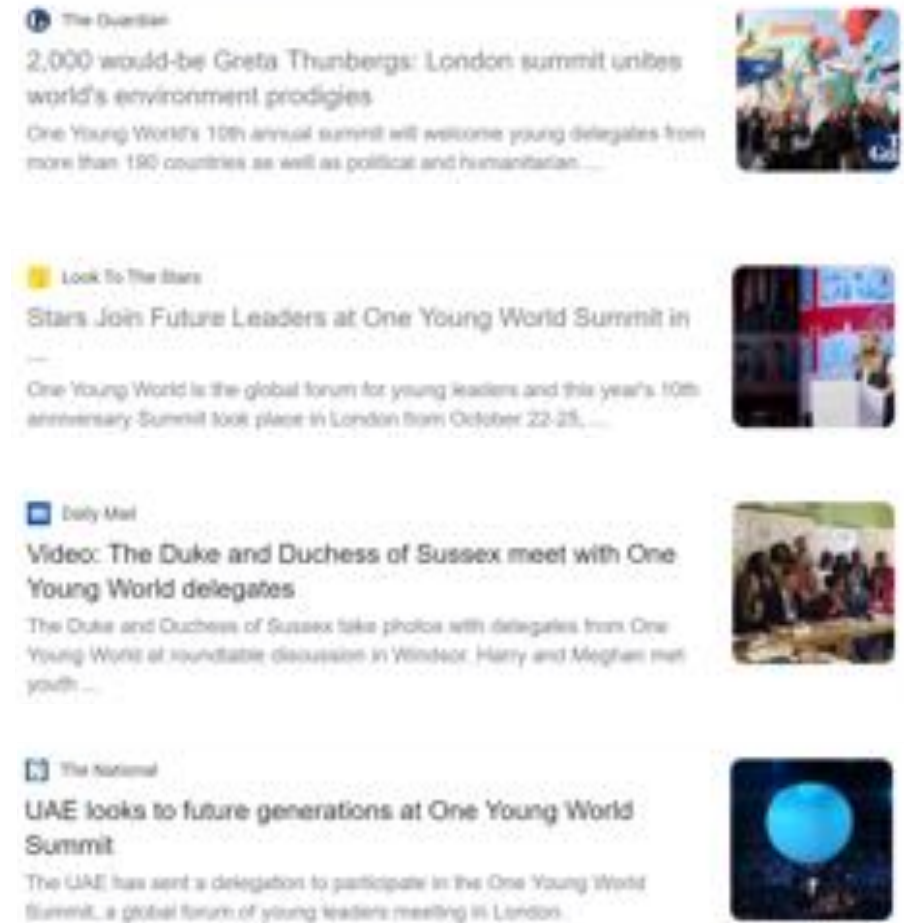 The Guardian
2,000 would-be Greta Thunbergs: London summit unites
world's environment prodigies
One Young World's 10th annual summit will welcome young delegates from
more than 190 countries as well as political and humanitarian ...
Look To The Stars
Stars Join Future Leaders at One Young World Summit in
...
One Young World is the global forum for young leaders and this year's 10th
anniversary Summit took place in London from October 22-25, ...
Daily Mail
Video: The Duke and Duchess of Sussex meet with One
Young World delegates
The Duke and Duchess of Sussex take photos with delegates from One
Young World at roundtable discussion in Windsor. Harry and Meghan met
youth ...
The National
UAE looks to future generations at One Young World
Summit
The UAE has sent a delegation to participate in the One Young World
Summit, a global forum of young leaders meeting in London.